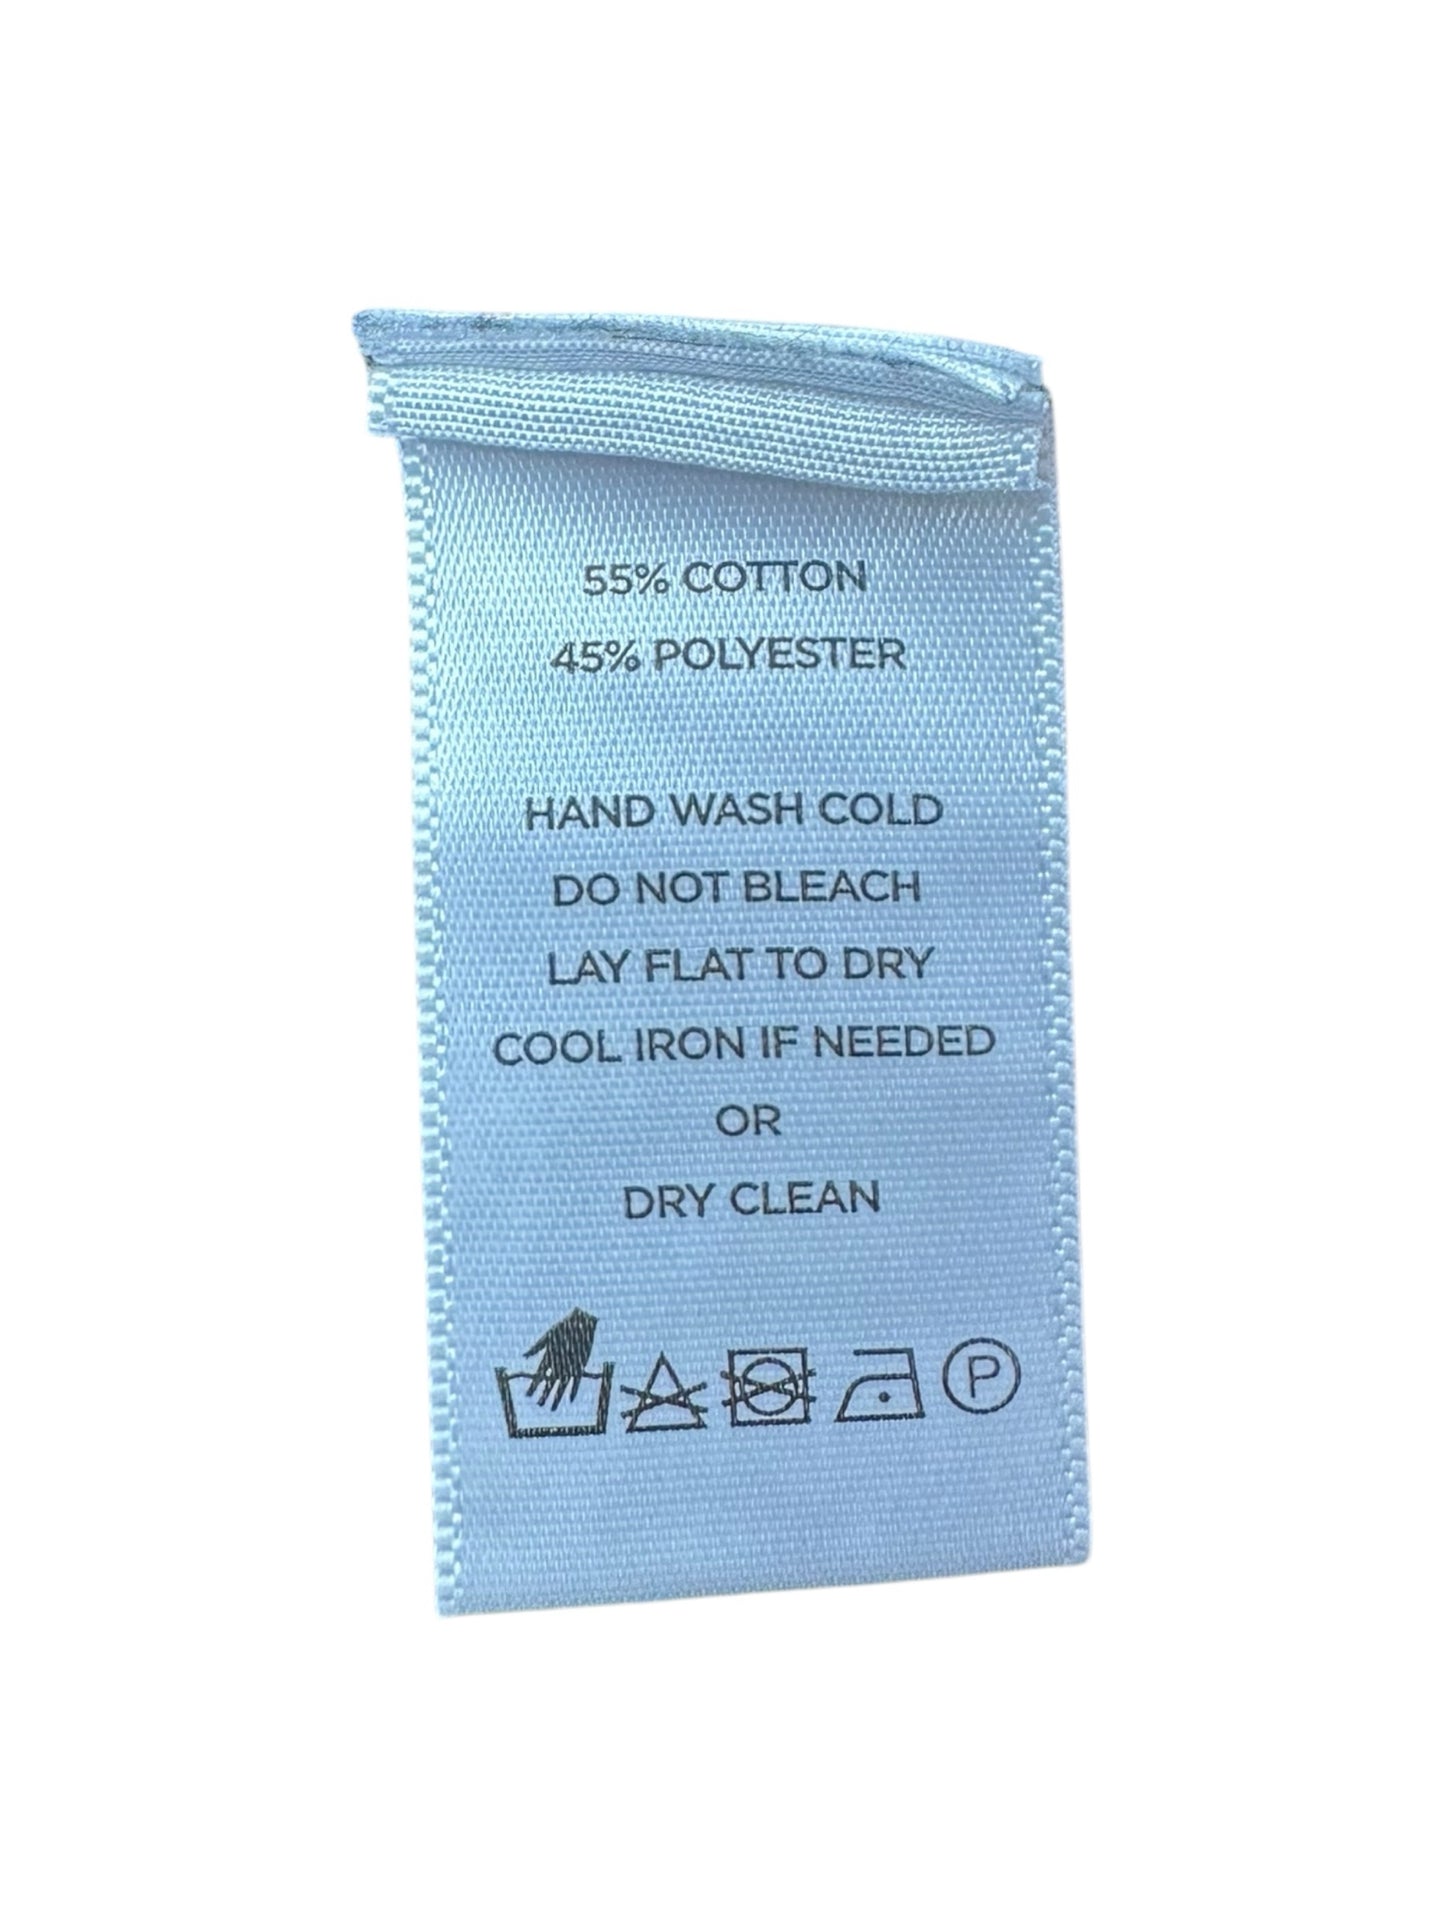 55% COTTON
45% POLYESTER
HAND WASH COLD
DO NOT BLEACH
LAY FLAT TO DRY
COOL IRON IF NEEDED
OR
DRY CLEAN
P